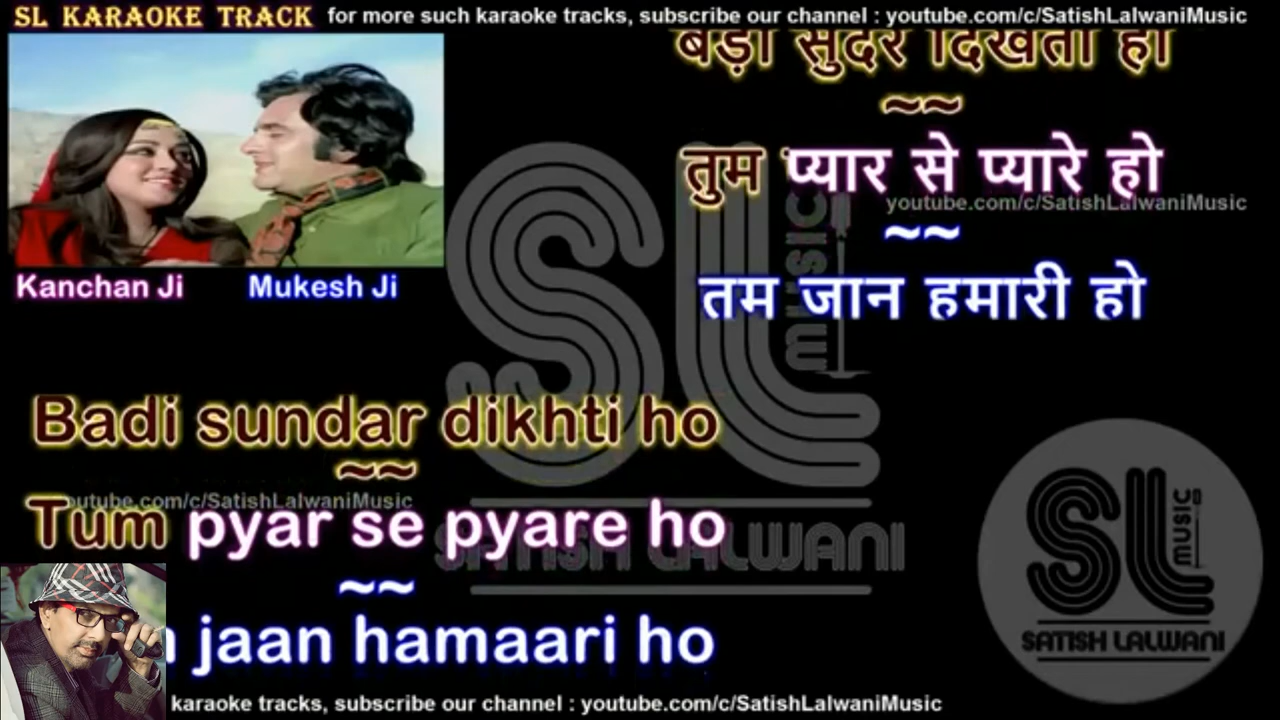 SL KARAOKE TRACK for more such karaoke tracks, subscribe our channel : youtube.com/c/SatishLalwaniMusic
बड़ी सुंदर दिखती हो
~~
तुम प्यार से प्यारे हो
youtube.com/c/SatishLalwaniMusic
~~
तुम जान हमारी हो
Kanchan Ji Mukesh Ji
SL MUSIC
Badi sundar dikhti ho
~~
youtube.com/c/SatishLalwaniMusic
Tum pyar se pyare ho
SATISH LALWANI
~~
jaan hamaari ho
SL MUSIC
SATISH LALWANI
karaoke tracks, subscribe our channel : youtube.com/c/SatishLalwaniMusic